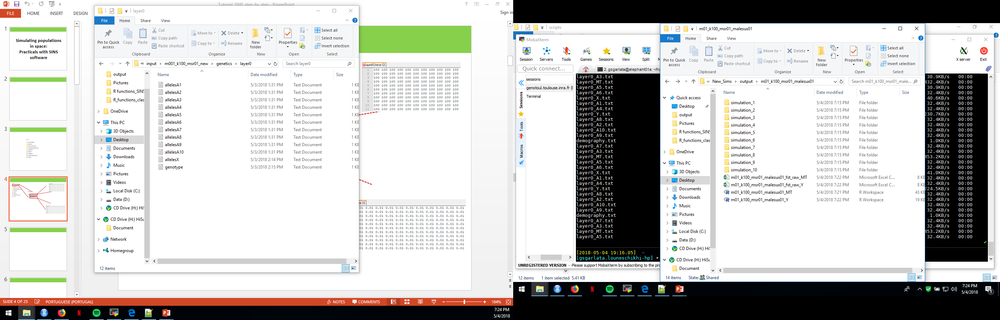 Tutorial_SINS_step_by_step - PowerPoint
FILE HOME INSERT DESIGN
Sign in
1
Simulating populations
in space:
Practicals with SINS
software
2
3
4
5
6
SLIDE 4 OF 25 PORTUGUESE (PORTUGAL) NOTES COMMENTS 104%
layer0
File Home Share View
Pin to Quick access
Copy
Paste
Cut
Copy path
Paste shortcut
Clipboard
Move to
Copy to
Delete
Rename
Organize
New folder
New
Properties
Open
Select all
Select none
Invert selection
Select
« input › m001_k100_msr01_new › genetics › layer0
Search layer0
output
Pictures
R functions_SINS
R_functions_clas
OneDrive
This PC
3D Objects
Desktop
Documents
Downloads
Music
Pictures
Videos
Local Disk (C:)
Data (D:)
CD Drive (H:) HiSu
CD Drive (H:) HiSu
Document
Network
Homegroup
Name Date modified Type Size
allelesA1 5/3/2018 1:31 PM Text Document 1 KE
allelesA2 5/3/2018 1:31 PM Text Document 1 KE
allelesA3 5/3/2018 1:31 PM Text Document 1 KE
allelesA4 5/3/2018 1:31 PM Text Document 1 KE
allelesA5 5/3/2018 1:31 PM Text Document 1 KE
allelesA6 5/3/2018 1:31 PM Text Document 1 KE
allelesA7 5/3/2018 1:31 PM Text Document 1 KE
allelesA8 5/3/2018 1:31 PM Text Document 1 KE
allelesA9 5/3/2018 1:31 PM Text Document 1 KE
allelesA10 5/3/2018 1:31 PM Text Document 1 KE
allelesX 5/3/2018 2:14 PM Text Document 1 KE
genotype 5/3/2018 2:15 PM Text Document 1 KE
12 items
layer0CCInit.txt
1 100 100 100 100 100 100 100 100 100 100 100
2 100 100 100 100 100 100 100 100 100 100 100
3 100 100 100 100 100 100 100 100 100 100 100
4 100 100 100 100 100 100 100 100 100 100 100
5 100 100 100 100 100 100 100 100 100 100 100
6 100 100 100 100 100 100 100 100 100 100 100
7 100 100 100 100 100 100 100 100 100 100 100
8 100 100 100 100 100 100 100 100 100 100 100
9 100 100 100 100 100 100 100 100 100 100 100
10 100 100 100 100 100 100 100 100 100 100 100
11 100 100 100 100 100 100 100 100 100 100 100
01 0.01 0.01 0.01 0.01 0.01 0.01 0.01 0.01 0.01 0.01
01 0.01 0.01 0.01 0.01 0.01 0.01 0.01 0.01 0.01 0.01
01 0.01 0.01 0.01 0.01 0.01 0.01 0.01 0.01 0.01 0.01
01 0.01 0.01 0.01 0.01 0.01 0.01 0.01 0.01 0.01 0.01
01 0.01 0.01 0.01 0.01 0.01 0.01 0.01 0.01 0.01 0.01
01 0.01 0.01 0.01 0.01 0.01 0.01 0.01 0.01 0.01 0.01
01 0.01 0.01 0.01 0.01 0.01 0.01 0.01 0.01 0.01 0.01
01 0.01 0.01 0.01 0.01 0.01 0.01 0.01 0.01 0.01 0.01
01 0.01 0.01 0.01 0.01 0.01 0.01 0.01 0.01 0.01 0.01
01 0.01 0.01 0.01 0.01 0.01 0.01 0.01 0.01 0.01 0.01
01 0.01 0.01 0.01 0.01 0.01 0.01 0.01 0.01 0.01 0.01
7:24 PM
5/4/2018
scripts
MobaXterm
Session Servers Tools Games Sessions View Split
X server Exit
Quick connect...
2. gsgarlata@elephant01a: ~/ha
sessions
genotoul.toulouse.inra.fr (l
Terminal
Sessions
Tools
Macros
layer0_A3.txt
layer0_MT.txt
layer0_A5.txt
layer0_A6.txt
layer0_X.txt
layer0_A1.txt
layer0_A4.txt
layer0_Y.txt
layer0_A8.txt
layer0_A2.txt
layer0_A10.txt
layer0_A9.txt
demography.txt
layer0_A7.txt
layer0_A3.txt
layer0_MT.txt
layer0_A5.txt
layer0_A6.txt
layer0_X.txt
layer0_A1.txt
layer0_A4.txt
layer0_Y.txt
layer0_A8.txt
layer0_A2.txt
layer0_A10.txt
layer0_A9.txt
demography.txt
layer0_A7.txt
layer0_A3.txt
layer0_MT.txt
layer0_A5.txt
[2018-05-04 19:16.05] ~
[gsgarlata.louneschikhi-hp] ➤
UNREGISTERED VERSION - Please support MobaXterm by subscribing to the pro
12 items 1 item selected 5.41 KB
30.9KB/s 00:00
432.4KB/s 00:00
30.9KB/s 00:00
32.4KB/s 00:00
40.6KB/s 00:00
32.4KB/s 00:00
32.4KB/s 00:00
230.7KB/s 00:00
32.4KB/s 00:00
32.4KB/s 00:00
32.4KB/s 00:00
32.4KB/s 00:00
1.0KB/s 00:00
32.4KB/s 00:00
32.4KB/s 00:00
453.2KB/s 00:00
32.4KB/s 00:00
32.4KB/s 00:00
41.0KB/s 00:00
32.4KB/s 00:00
32.4KB/s 00:00
224.5KB/s 00:00
32.4KB/s 00:00
32.4KB/s 00:00
32.4KB/s 00:00
32.4KB/s 00:00
1.0KB/s 00:00
32.4KB/s 00:00
32.4KB/s 00:00
453.2KB/s 00:00
32.4KB/s 00:00
m01_k100_msr01_malesux01
File Home Share View
Pin to Quick access
Copy
Paste
Cut
Copy path
Paste shortcut
Clipboard
Move to
Copy to
Delete
Rename
Organize
New folder
New
Properties
Open
Select all
Select none
Invert selection
Select
« New_Sims › output › m01_k100_msr01_malesux01
Search m01_k100_msr01_male...
Quick access
Desktop
output
Pictures
R functions_SINS
R_functions_clas
OneDrive
This PC
3D Objects
Desktop
Documents
Downloads
Music
Pictures
Videos
Local Disk (C:)
Data (D:)
CD Drive (H:) HiS
CD Drive (H:) HiSu
Document
Name Date modified Type Size
simulation_1 5/4/2018 7:15 PM File folder
simulation_2 5/4/2018 7:15 PM File folder
simulation_3 5/4/2018 7:15 PM File folder
simulation_4 5/4/2018 7:15 PM File folder
simulation_5 5/4/2018 7:15 PM File folder
simulation_6 5/4/2018 7:15 PM File folder
simulation_7 5/4/2018 7:15 PM File folder
simulation_8 5/4/2018 7:15 PM File folder
simulation_9 5/4/2018 7:15 PM File folder
simulation_10 5/4/2018 7:15 PM File folder
m01_k100_msr01_malesux01_fst_raw_MT 5/4/2018 7:22 PM Microsoft Excel C... 8 KE
m01_k100_msr01_malesux01_fst_raw_Y 5/4/2018 7:22 PM Microsoft Excel C... 8 KE
m01_k100_msr01_malesux01_MT 5/4/2018 7:21 PM R Workspace 43 KE
m01_k100_msr01_malesux01_Y 5/4/2018 7:22 PM R Workspace 19 KE
14 items State: Shared
7:24 PM
5/4/2018
1